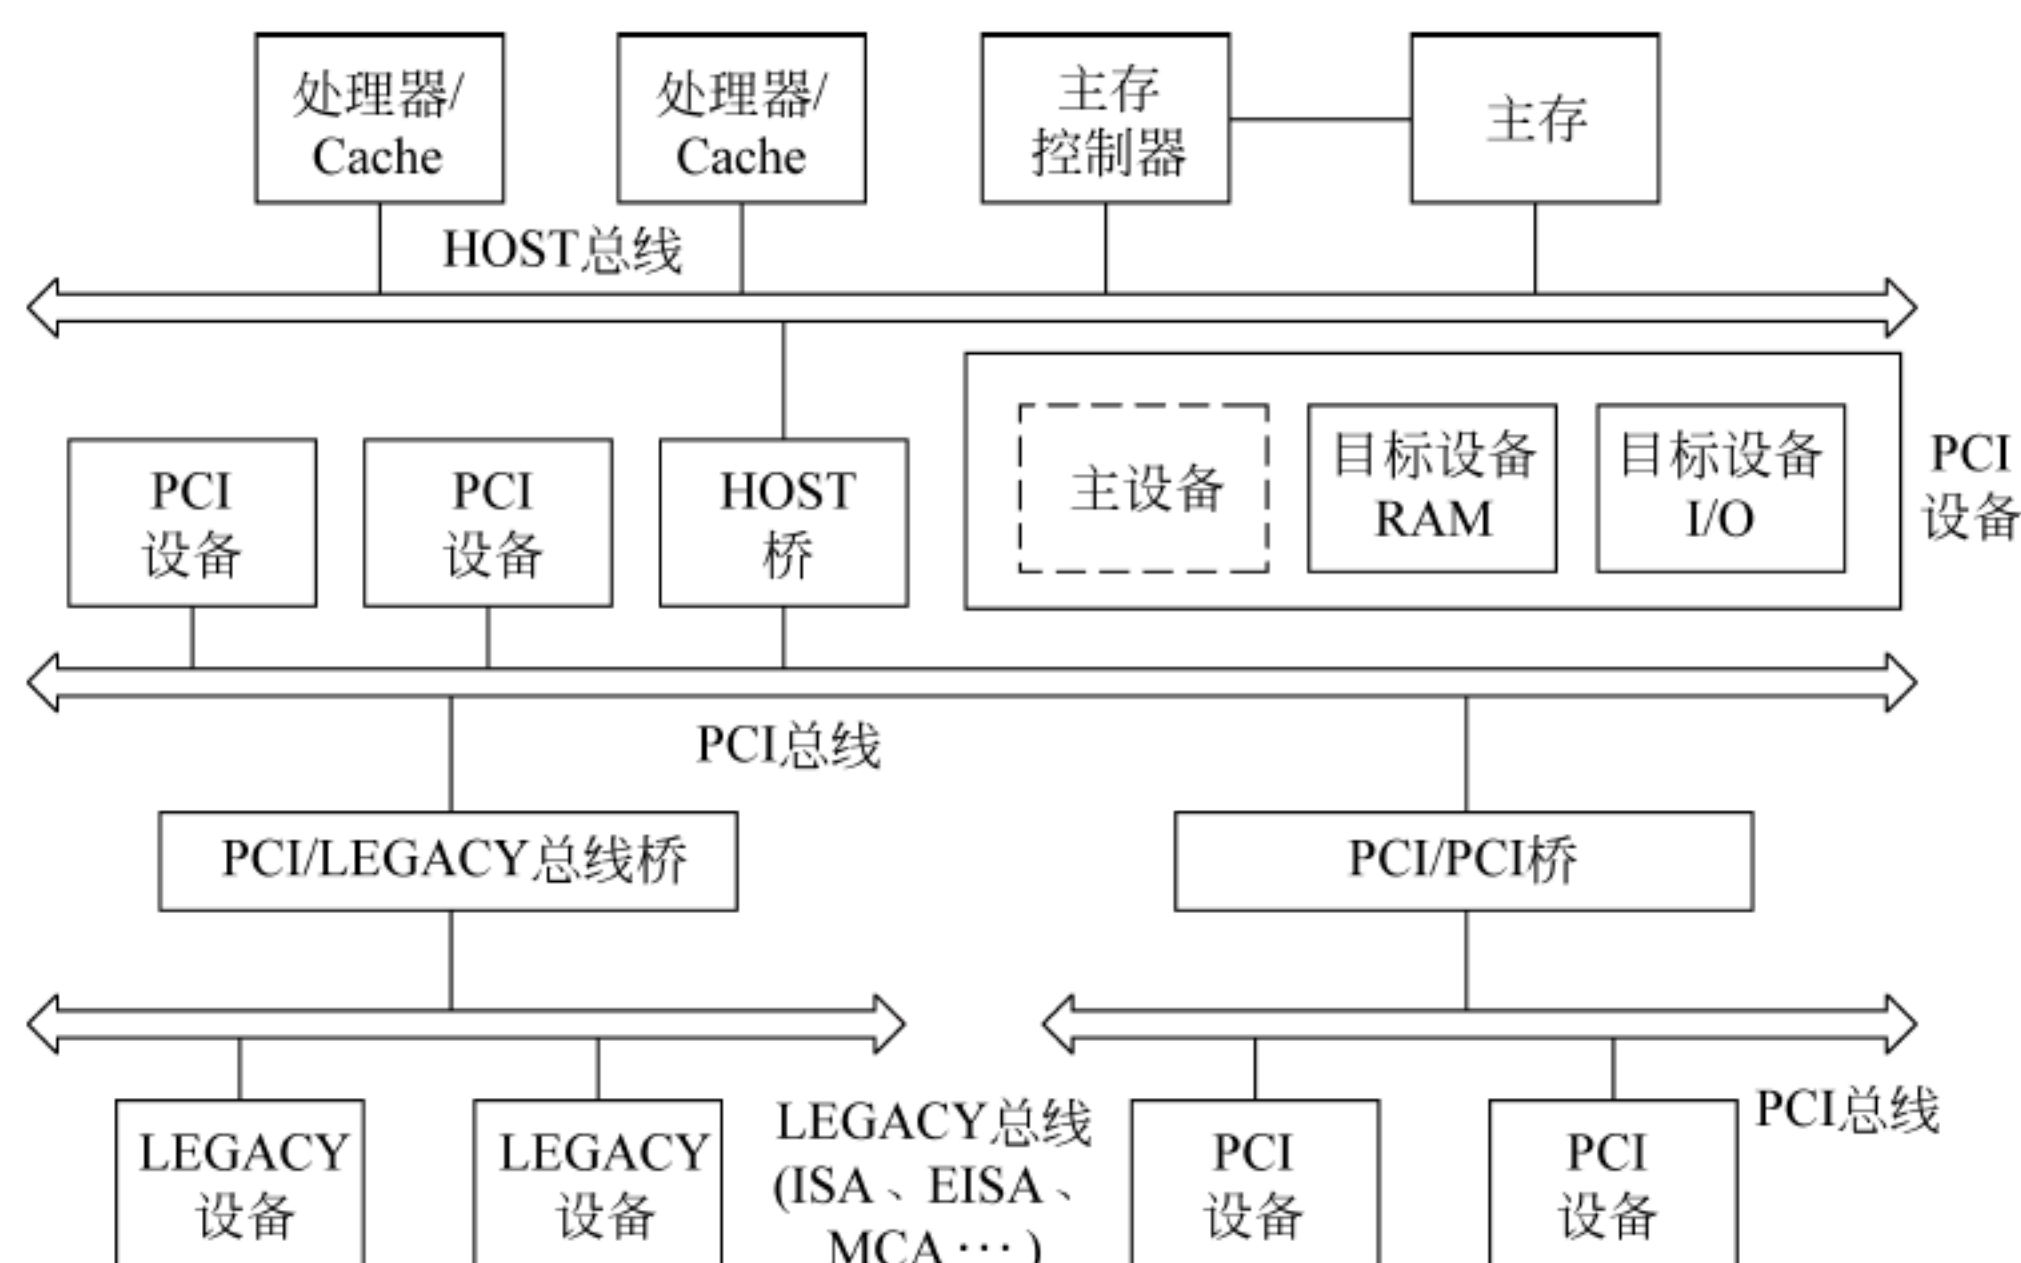 处理器/
Cache
处理器/
Cache
主存
控制器
主存
HOST总线
PCI
设备
PCI
设备
HOST
桥
主设备
目标设备
RAM
目标设备
I/O
PCI
设备
PCI总线
PCI/LEGACY总线桥
PCI/PCI桥
LEGACY
设备
LEGACY
设备
LEGACY总线
(ISA、EISA、
MCA…)
PCI
设备
PCI
设备
PCI总线